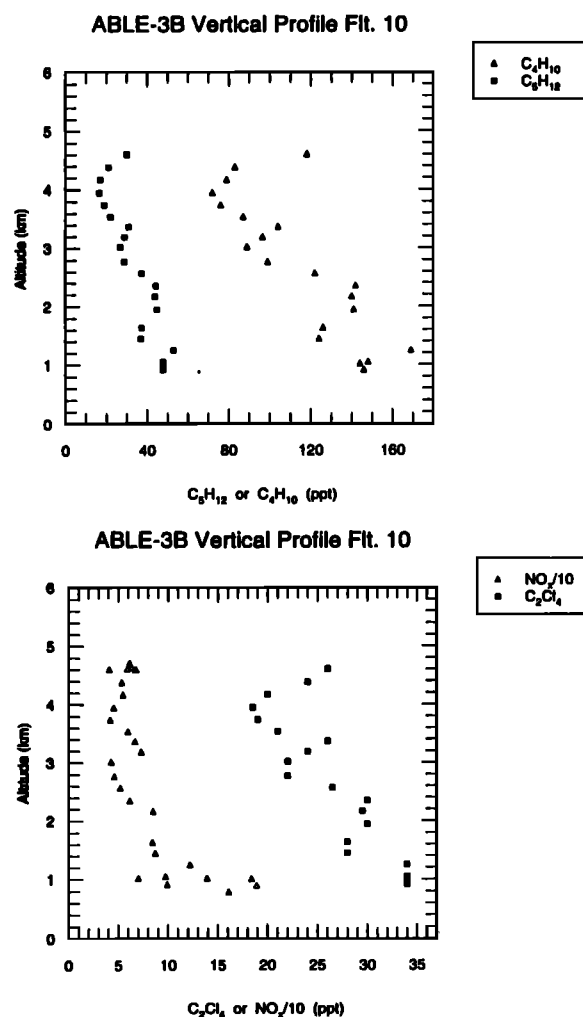 ABLE-3B Vertical Profile Flt. 10
▲ C₄H₁₀
■ C₅H₁₂
6
5
4
3
2
1
0
Altitude (km)
0 40 80 120 160
C₅H₁₂ or C₄H₁₀ (ppt)
ABLE-3B Vertical Profile Flt. 10
▲ NOₓ/10
■ C₂Cl₄
6
5
4
3
2
1
0
Altitude (km)
0 5 10 15 20 25 30 35
C₂Cl₄ or NOₓ/10 (ppt)